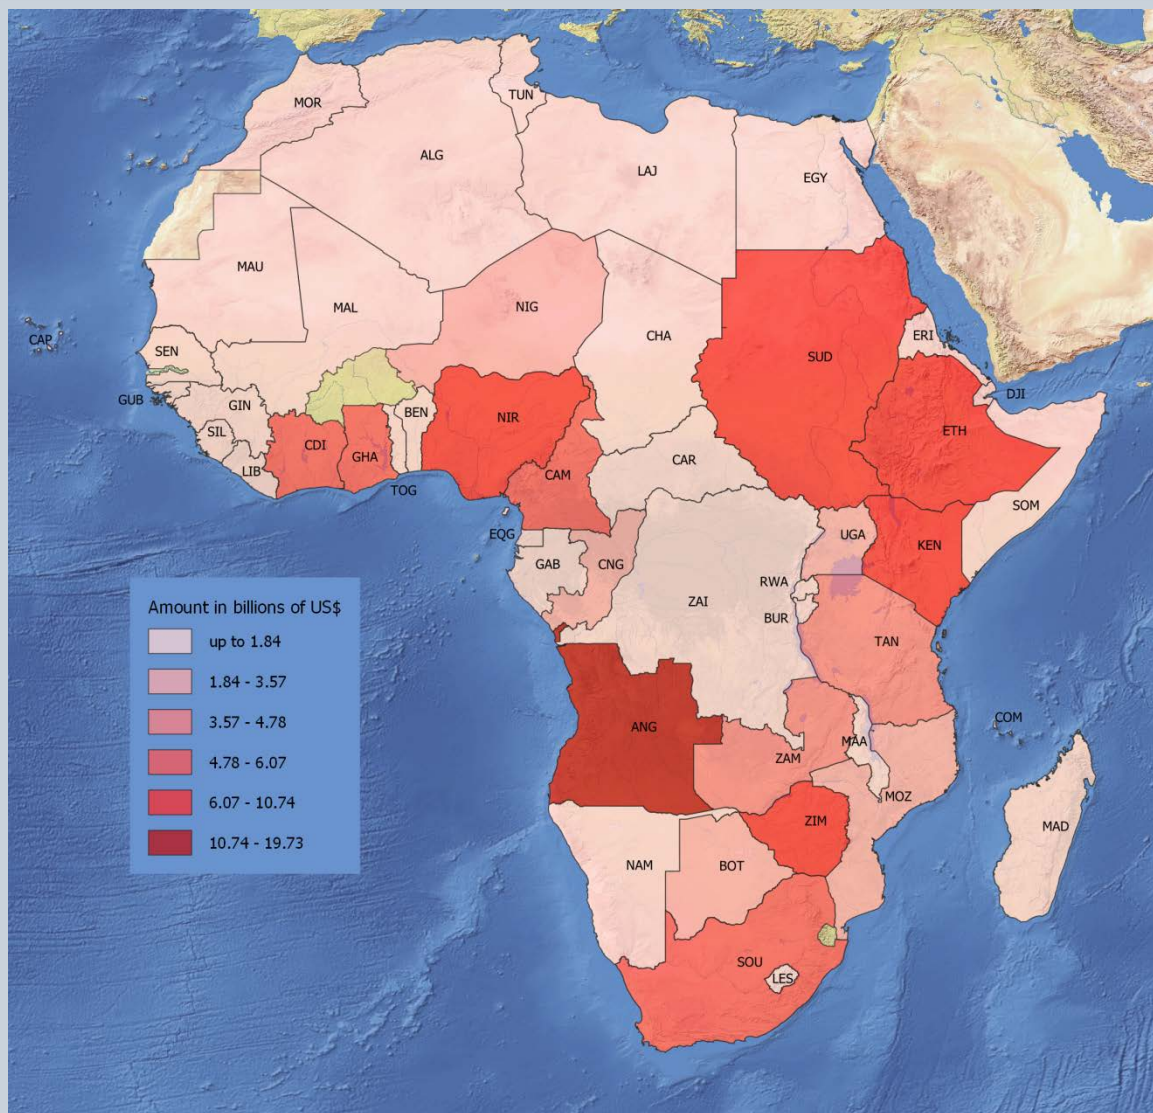 MOR
TUN
ALG
LAJ
EGY
MAU
MAL
NIG
CHA
SUD
ERI
CAP
SEN
DJI
GUB
GIN
BEN
NIR
ETH
SIL
CDI
GHA
LIB
CAM
CAR
TOG
SOM
EQG
UGA
KEN
GAB
CNG
RWA
ZAI
BUR
TAN
Amount in billions of US$
up to 1.84
1.84 - 3.57
3.57 - 4.78
4.78 - 6.07
6.07 - 10.74
10.74 - 19.73
ANG
COM
MAA
ZAM
MOZ
ZIM
MAD
NAM
BOT
SOU
LES